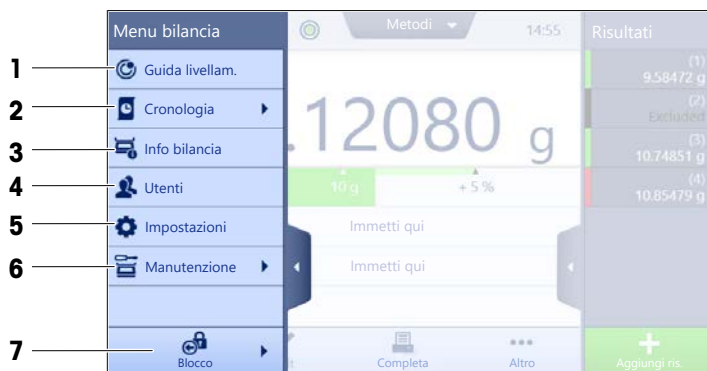 Menu bilancia
Metodi
14:55
Risultati
1
Guida livellam.
2
Cronologia
3
Info bilancia
4
Utenti
5
Impostazioni
6
Manutenzione
7
Blocco
.12080 g
10 g
+ 5 %
Immetti qui
Immetti qui
(1)
9.58472 g
(2)
Excluded
(3)
10.74851 g
(4)
10.85479 g
Completa
Altro
Aggiungi ris.